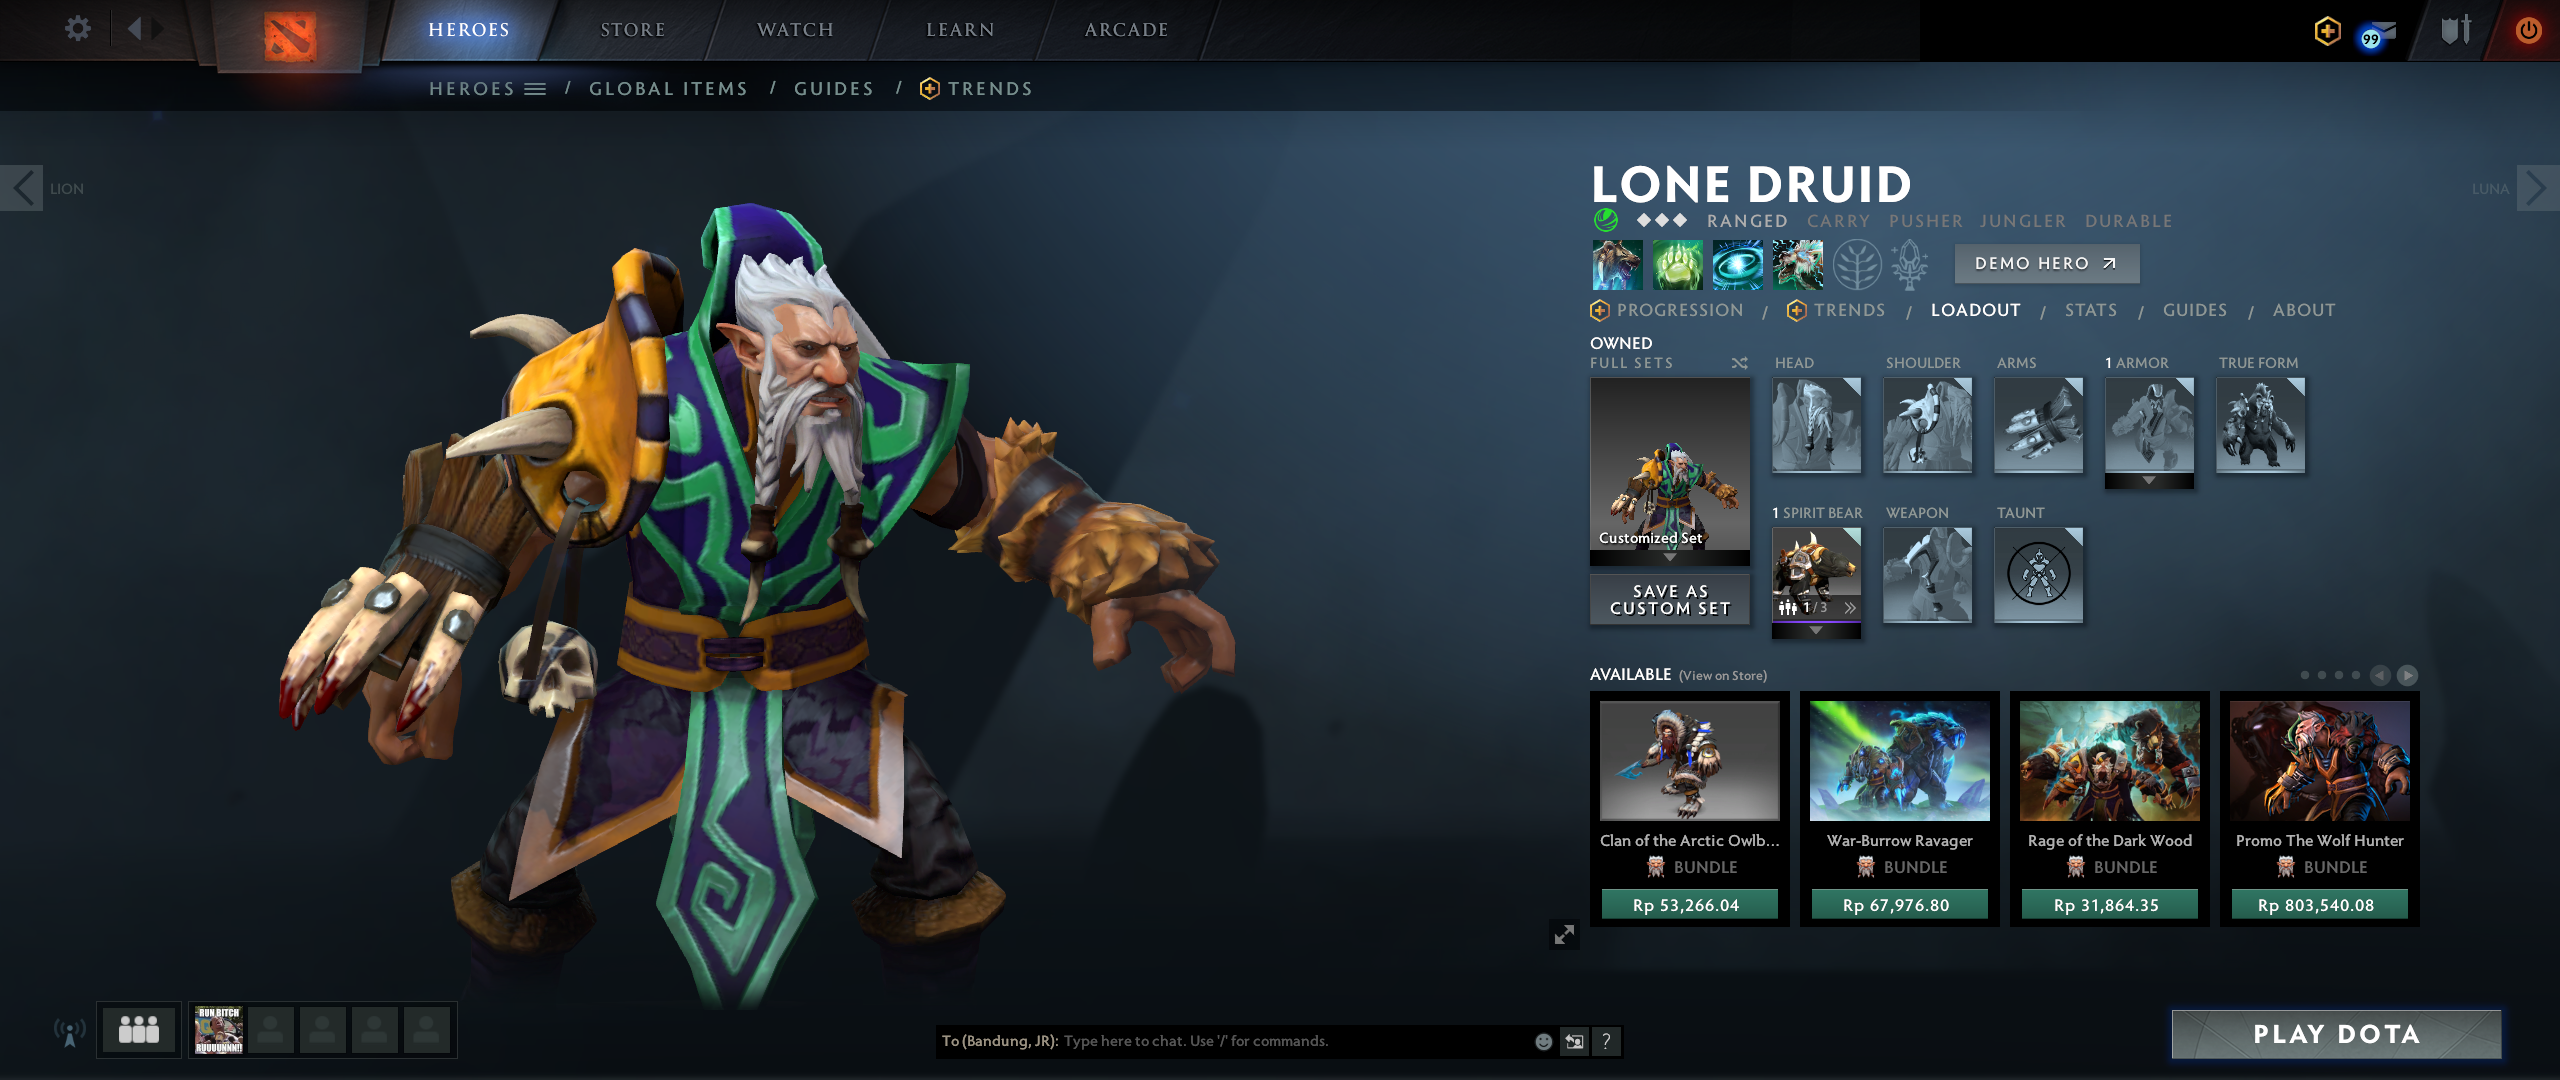 HEROES
STORE
WATCH
LEARN
ARCADE
99
HEROES / GLOBAL ITEMS / GUIDES / TRENDS
LION
LUNA
LONE DRUID
RANGED CARRY PUSHER JUNGLER DURABLE
DEMO HERO
PROGRESSION / TRENDS / LOADOUT / STATS / GUIDES / ABOUT
OWNED
FULL SETS
HEAD
SHOULDER
ARMS
1 ARMOR
TRUE FORM
Customized Set
SAVE AS
CUSTOM SET
1 SPIRIT BEAR
WEAPON
TAUNT
1/3
AVAILABLE (View on Store)
Clan of the Arctic Owlb...
BUNDLE
Rp 53,266.04
War-Burrow Ravager
BUNDLE
Rp 67,976.80
Rage of the Dark Wood
BUNDLE
Rp 31,864.35
Promo The Wolf Hunter
BUNDLE
Rp 803,540.08
RUN BITCH
RUUUUNNN!!
To (Bandung, JR): Type here to chat. Use '/' for commands.
?
PLAY DOTA